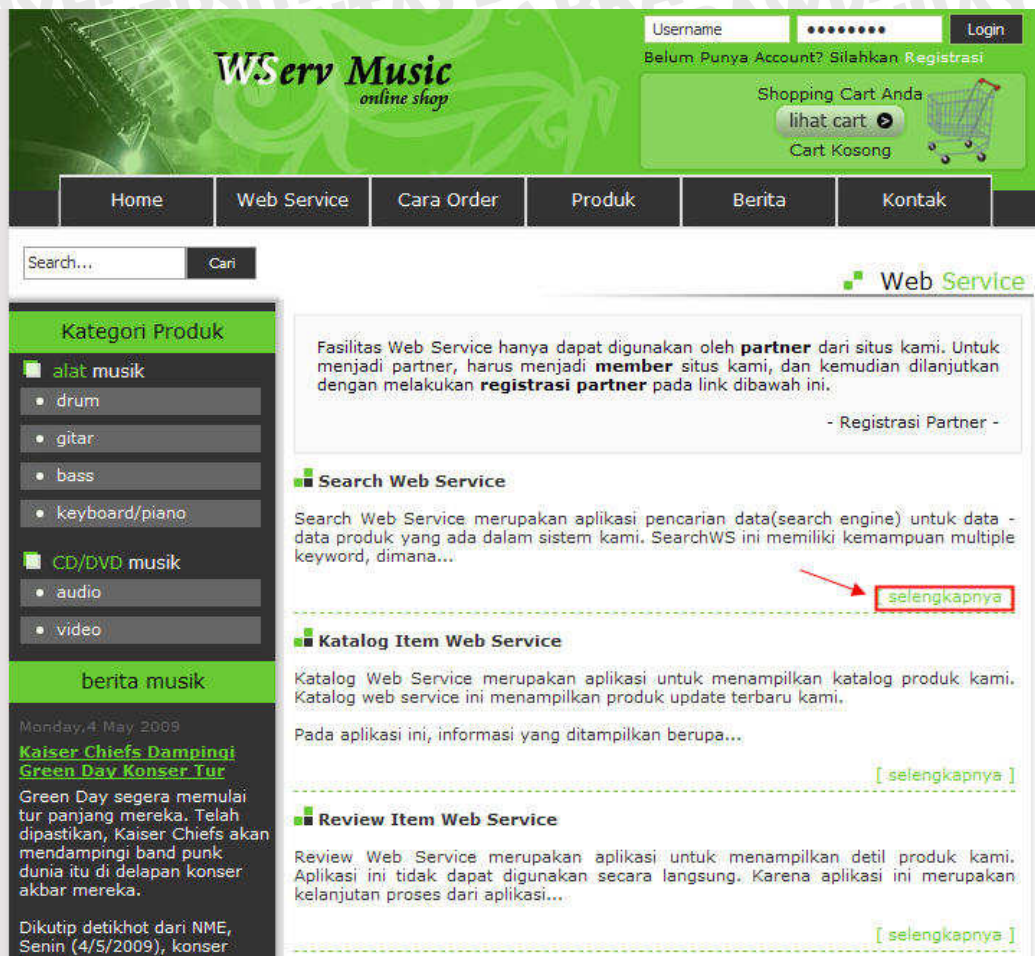 Username
••••••••
Login
Belum Punya Account? Silahkan Registrasi
WServ Music
online shop
Shopping Cart Anda
lihat cart
Cart Kosong
Home
Web Service
Cara Order
Produk
Berita
Kontak
Search...
Cari
Web Service
Kategori Produk
alat musik
• drum
• gitar
• bass
• keyboard/piano
CD/DVD musik
• audio
• video
berita musik
Monday,4 May 2009
Kaiser Chiefs Dampingi
Green Day Konser Tur
Green Day segera memulai
tur panjang mereka. Telah
dipastikan, Kaiser Chiefs akan
mendampingi band punk
dunia itu di delapan konser
akbar mereka.
Dikutip detikhot dari NME,
Senin (4/5/2009), konser
Fasilitas Web Service hanya dapat digunakan oleh partner dari situs kami. Untuk
menjadi partner, harus menjadi member situs kami, dan kemudian dilanjutkan
dengan melakukan registrasi partner pada link dibawah ini.
- Registrasi Partner -
Search Web Service
Search Web Service merupakan aplikasi pencarian data(search engine) untuk data -
data produk yang ada dalam sistem kami. SearchWS ini memiliki kemampuan multiple
keyword, dimana...
selengkapnya
Katalog Item Web Service
Katalog Web Service merupakan aplikasi untuk menampilkan katalog produk kami.
Katalog web service ini menampilkan produk update terbaru kami.
Pada aplikasi ini, informasi yang ditampilkan berupa...
[ selengkapnya ]
Review Item Web Service
Review Web Service merupakan aplikasi untuk menampilkan detil produk kami.
Aplikasi ini tidak dapat digunakan secara langsung. Karena aplikasi ini merupakan
kelanjutan proses dari aplikasi...
[ selengkapnya ]